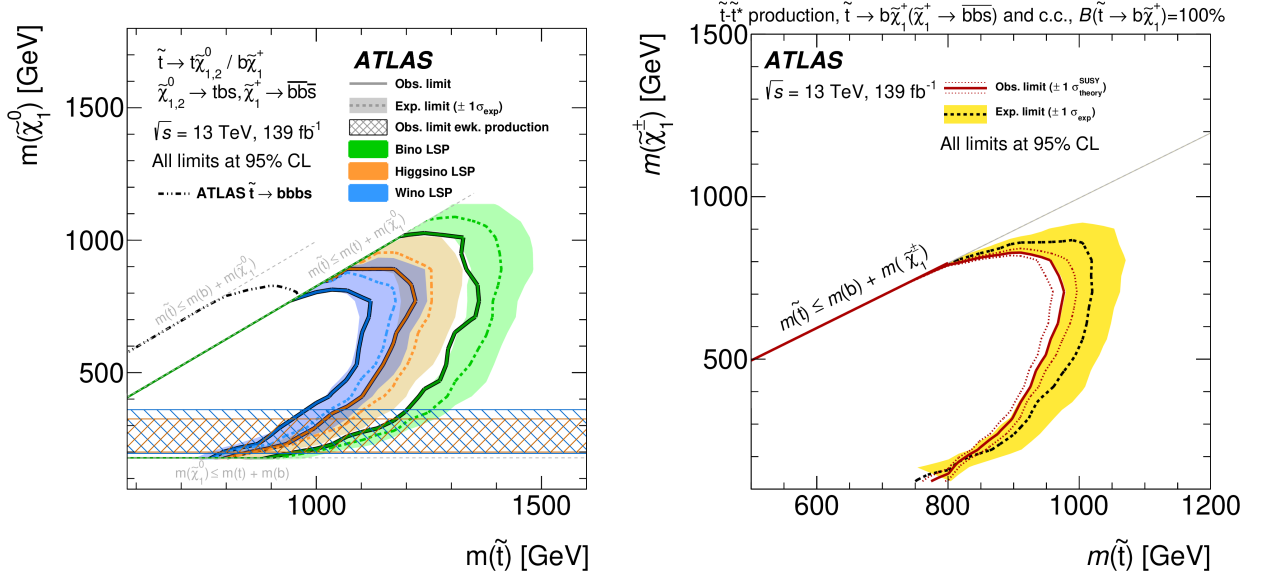 ATLAS
t̃ → tχ̃⁰₁,₂ / bχ̃⁺₁
χ̃⁰₁,₂ → tbs, χ̃⁺₁ → b̅b̅s̅
√s = 13 TeV, 139 fb⁻¹
All limits at 95% CL
ATLAS t̃ → bbbs
Obs. limit
Exp. limit (± 1σexp)
Obs. limit ewk. production
Bino LSP
Higgsino LSP
Wino LSP
m(t̃) ≤ m(b) + m(χ̃⁰₁)
m(t̃) ≤ m(t) + m(χ̃⁰₁)
m(χ̃⁰₁) ≤ m(t) + m(b)
m(χ̃⁰₁) [GeV]
1500
1000
500
1000
1500
m(t̃) [GeV]
t̃-t̃* production, t̃ → bχ̃⁺₁(χ̃⁺₁ → b̅b̅s̅) and c.c., B(t̃ → bχ̃⁺₁)=100%
ATLAS
√s = 13 TeV, 139 fb⁻¹
Obs. limit (± 1 σ SUSY theory)
Exp. limit (± 1 σexp)
All limits at 95% CL
m(t̃) ≤ m(b) + m(χ̃±₁)
m(χ̃±₁) [GeV]
1500
1000
500
600
800
1000
1200
m(t̃) [GeV]